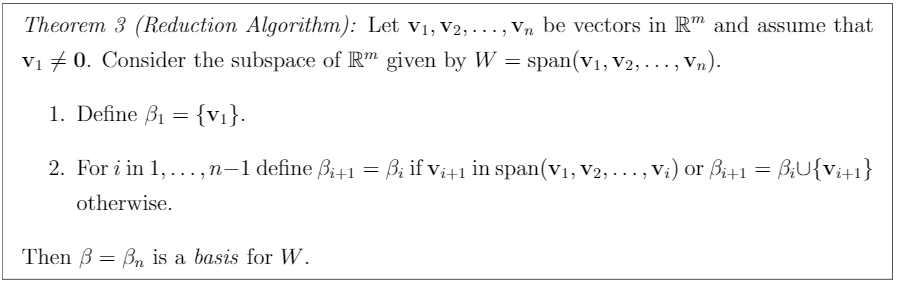 Theorem 3 (Reduction Algorithm): Let v₁, v₂, . . . , vₙ be vectors in ℝᵐ and assume that
v₁ ≠ 0. Consider the subspace of ℝᵐ given by W = span(v₁, v₂, . . . , vₙ).
1. Define β₁ = {v₁}.
2. For i in 1, . . . , n−1 define βᵢ₊₁ = βᵢ if vᵢ₊₁ in span(v₁, v₂, . . . , vᵢ) or βᵢ₊₁ = βᵢ∪{vᵢ₊₁}
otherwise.
Then β = βₙ is a basis for W.